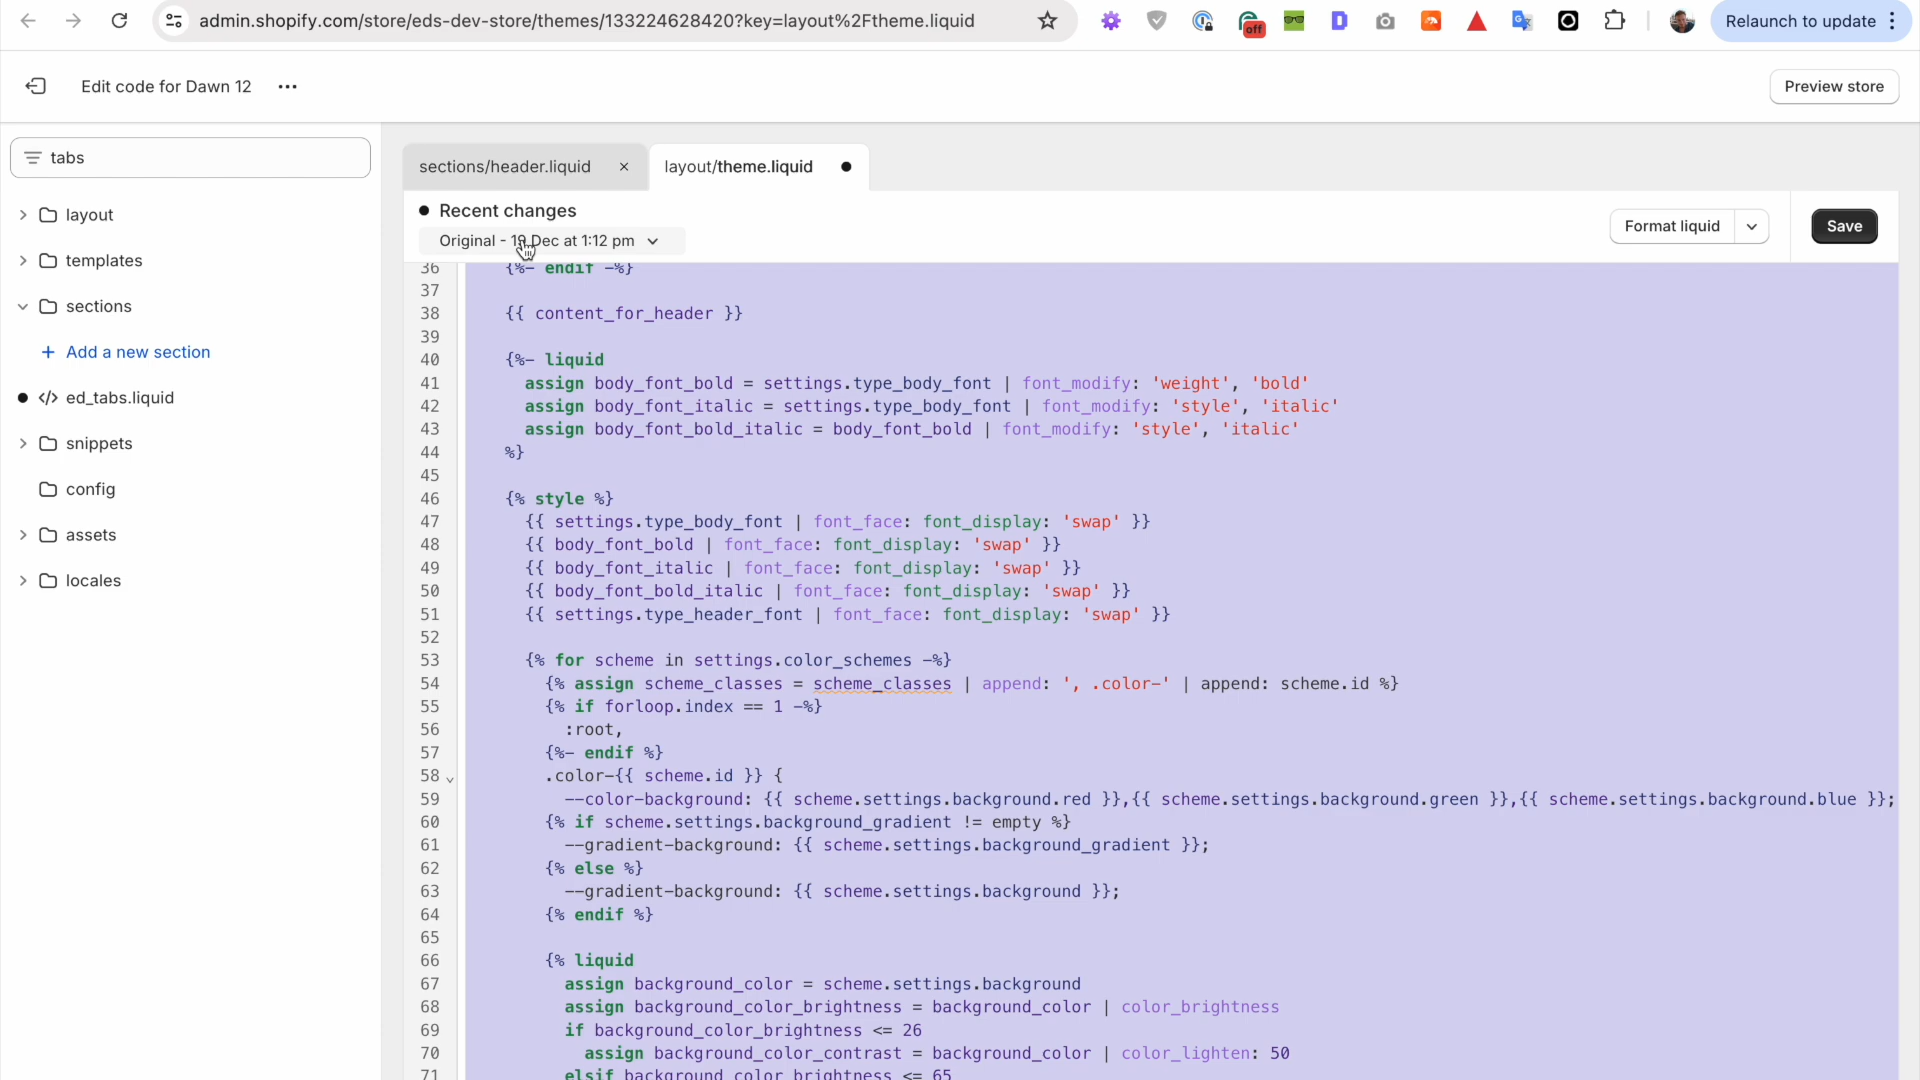 admin.shopify.com/store/eds-dev-store/themes/133224628420?key=layout%2Ftheme.liquid
off
Relaunch to update
Edit code for Dawn 12
Preview store
tabs
layout
templates
sections
Add a new section
ed_tabs.liquid
snippets
config
assets
locales
sections/header.liquid
layout/theme.liquid
Recent changes
Original - 19 Dec at 1:12 pm
Format liquid
Save
36 {%- endif -%}
37
38 {{ content_for_header }}
39
40 {%- liquid
41 assign body_font_bold = settings.type_body_font | font_modify: 'weight', 'bold'
42 assign body_font_italic = settings.type_body_font | font_modify: 'style', 'italic'
43 assign body_font_bold_italic = body_font_bold | font_modify: 'style', 'italic'
44 %}
45
46 {% style %}
47 {{ settings.type_body_font | font_face: font_display: 'swap' }}
48 {{ body_font_bold | font_face: font_display: 'swap' }}
49 {{ body_font_italic | font_face: font_display: 'swap' }}
50 {{ body_font_bold_italic | font_face: font_display: 'swap' }}
51 {{ settings.type_header_font | font_face: font_display: 'swap' }}
52
53 {% for scheme in settings.color_schemes -%}
54 {% assign scheme_classes = scheme_classes | append: ', .color-' | append: scheme.id %}
55 {% if forloop.index == 1 -%}
56 :root,
57 {%- endif %}
58 .color-{{ scheme.id }} {
59 --color-background: {{ scheme.settings.background.red }},{{ scheme.settings.background.green }},{{ scheme.settings.background.blue }};
60 {% if scheme.settings.background_gradient != empty %}
61 --gradient-background: {{ scheme.settings.background_gradient }};
62 {% else %}
63 --gradient-background: {{ scheme.settings.background }};
64 {% endif %}
65
66 {% liquid
67 assign background_color = scheme.settings.background
68 assign background_color_brightness = background_color | color_brightness
69 if background_color_brightness <= 26
70 assign background_color_contrast = background_color | color_lighten: 50
71 elsif background_color_brightness <= 65